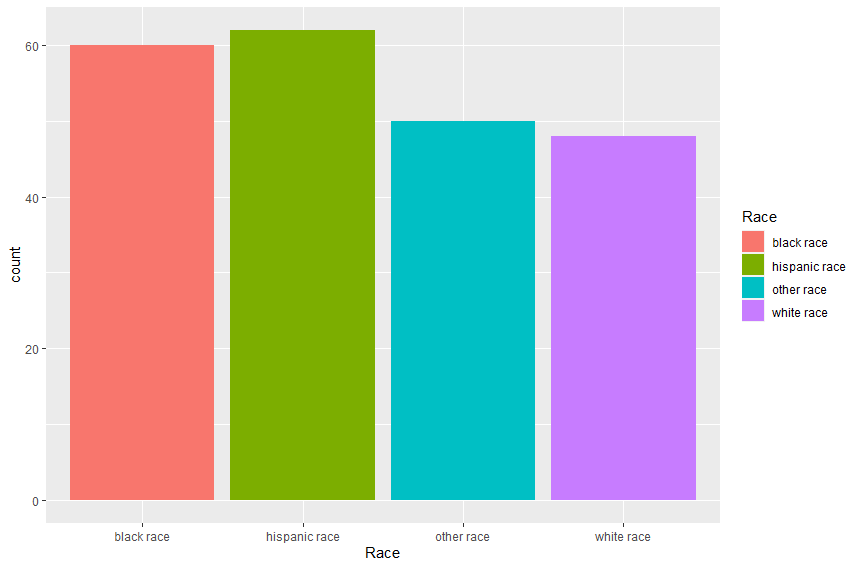 60
40
20
0
count
black race
hispanic race
other race
white race
Race
Race
black race
hispanic race
other race
white race